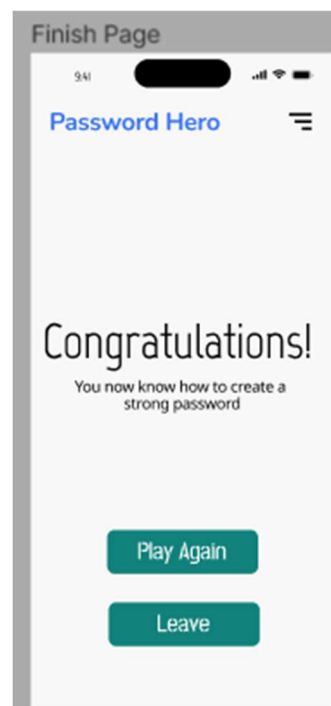 Finish Page
9:41
Password Hero
Congratulations!
You now know how to create a
strong password
Play Again
Leave